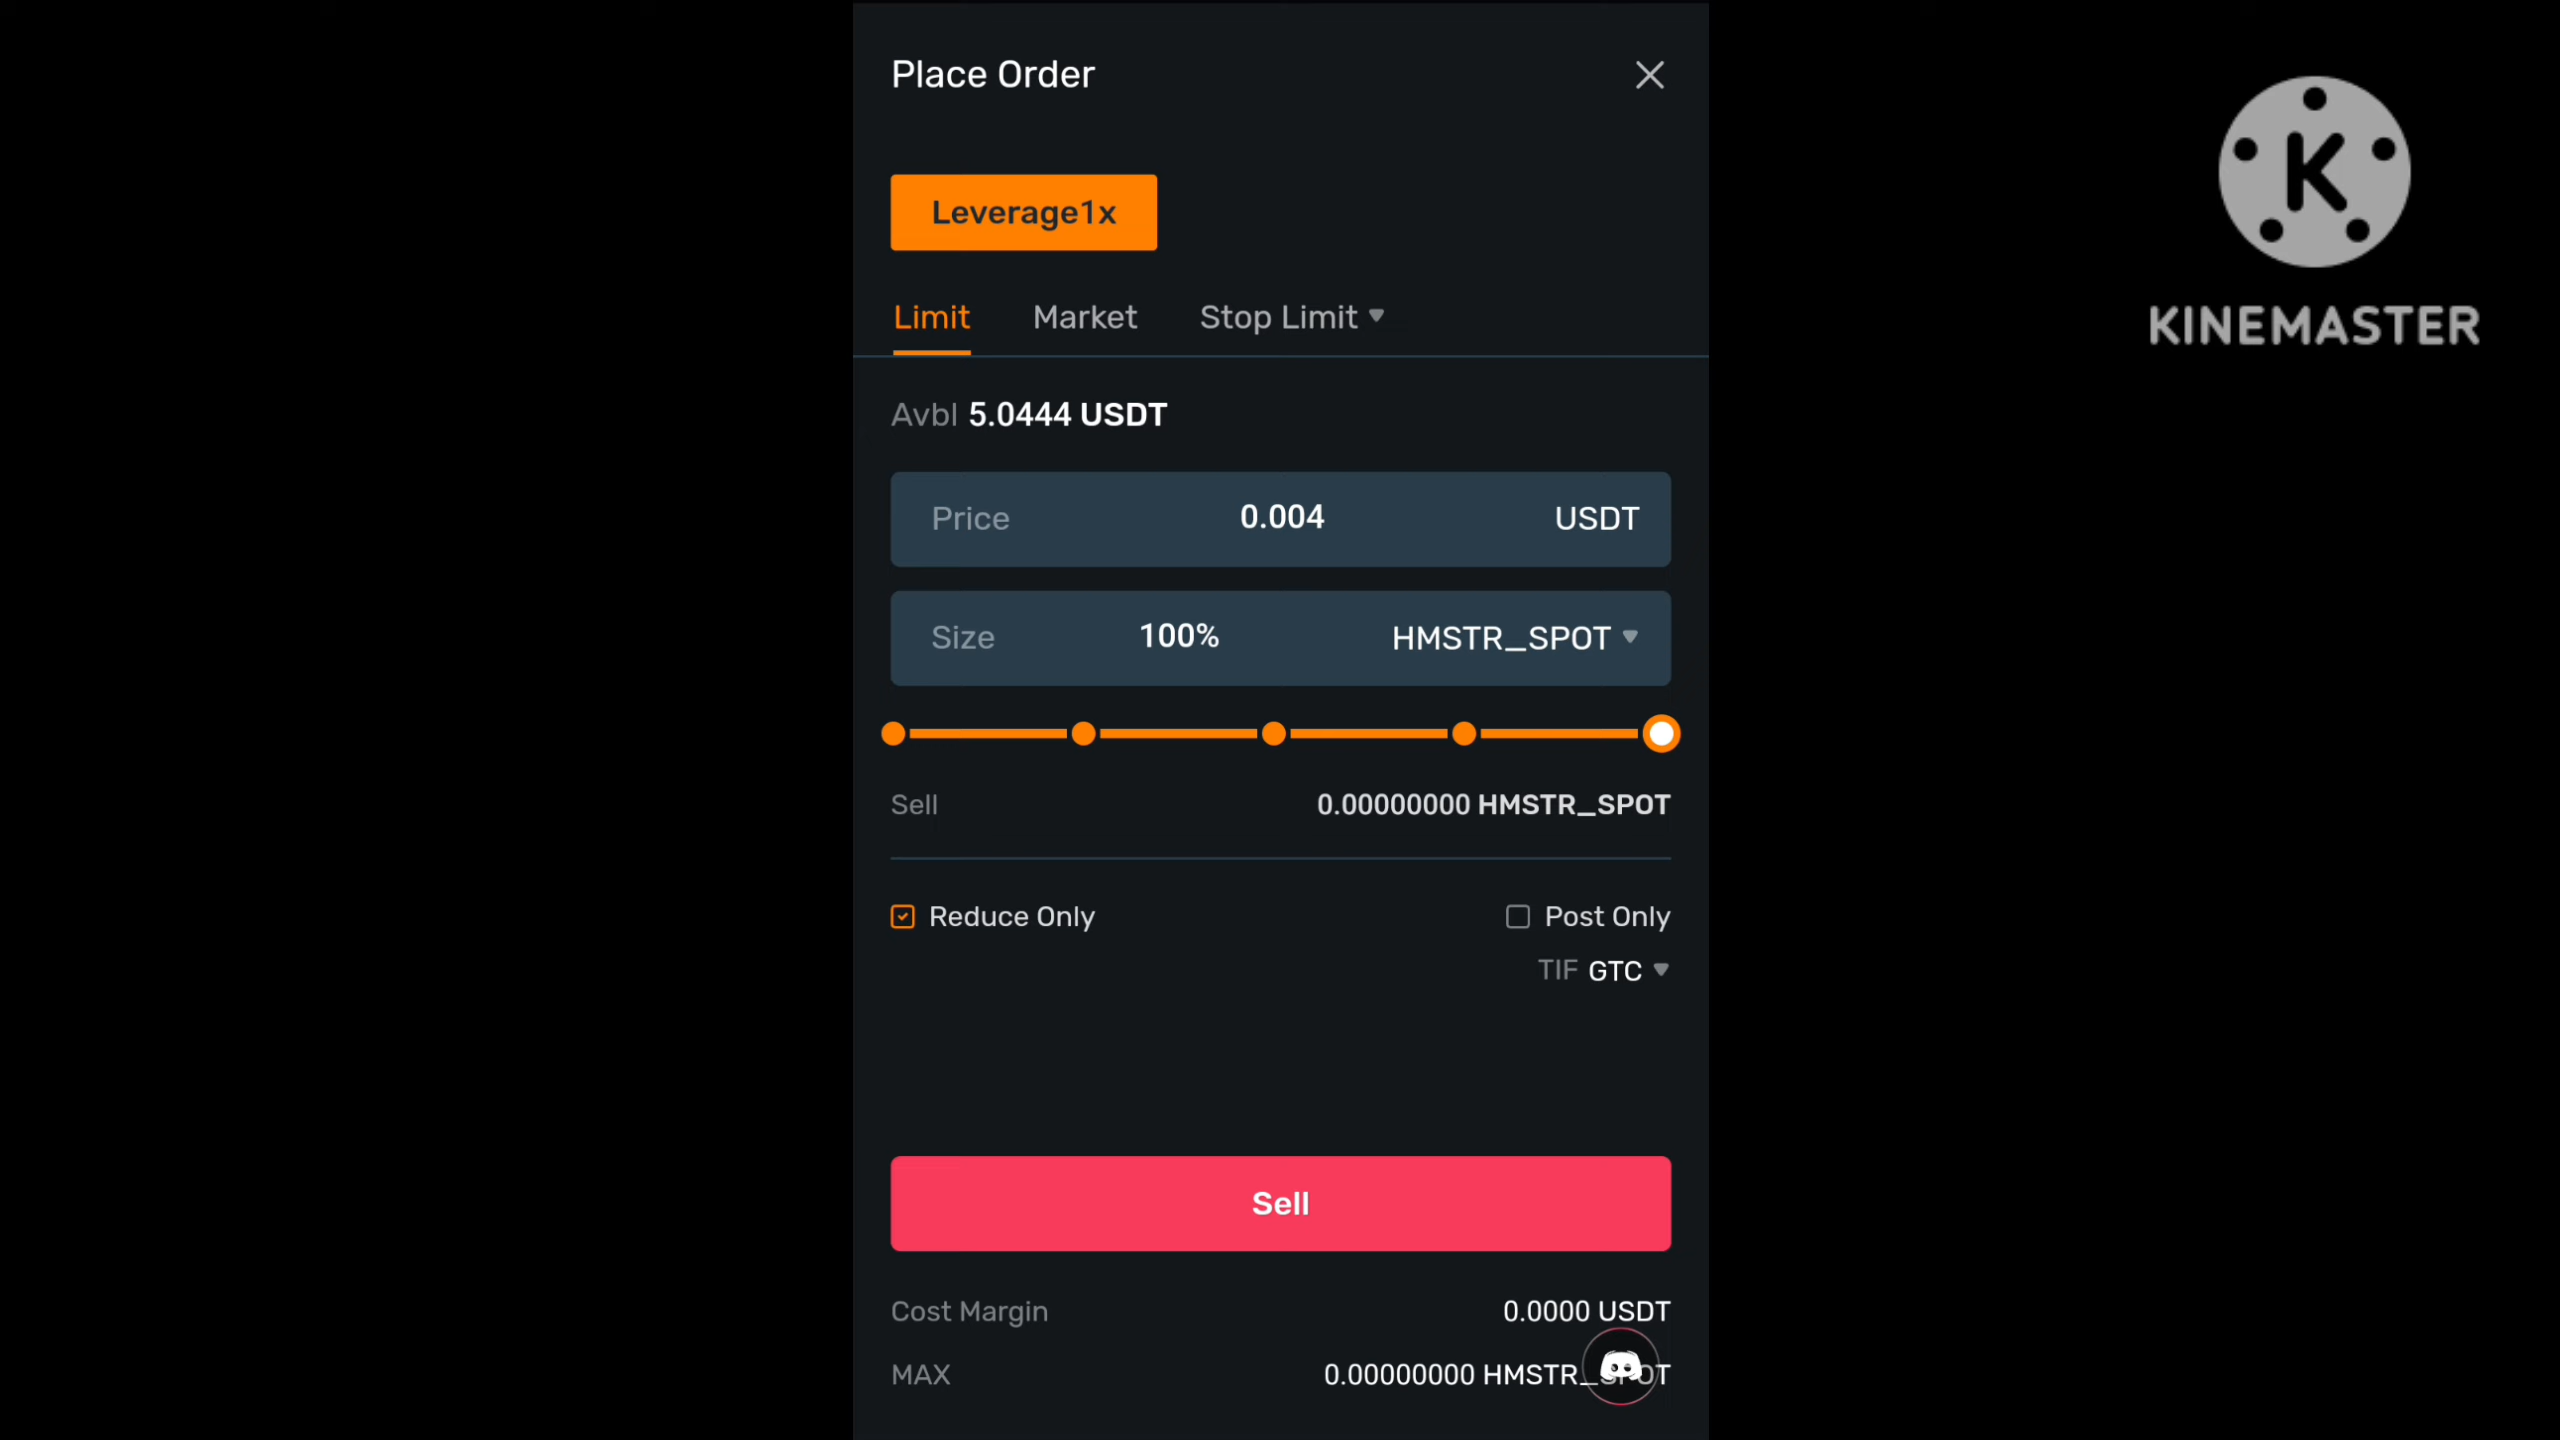 Place Order
Leverage1x
Limit Market Stop Limit
Avbl 5.0444 USDT
Price 0.004 USDT
Size 100% HMSTR_SPOT
Sell 0.00000000 HMSTR_SPOT
Reduce Only Post Only
TIF GTC
Sell
Cost Margin 0.0000 USDT
MAX 0.00000000 HMSTR_SPOT
K
KINEMASTER